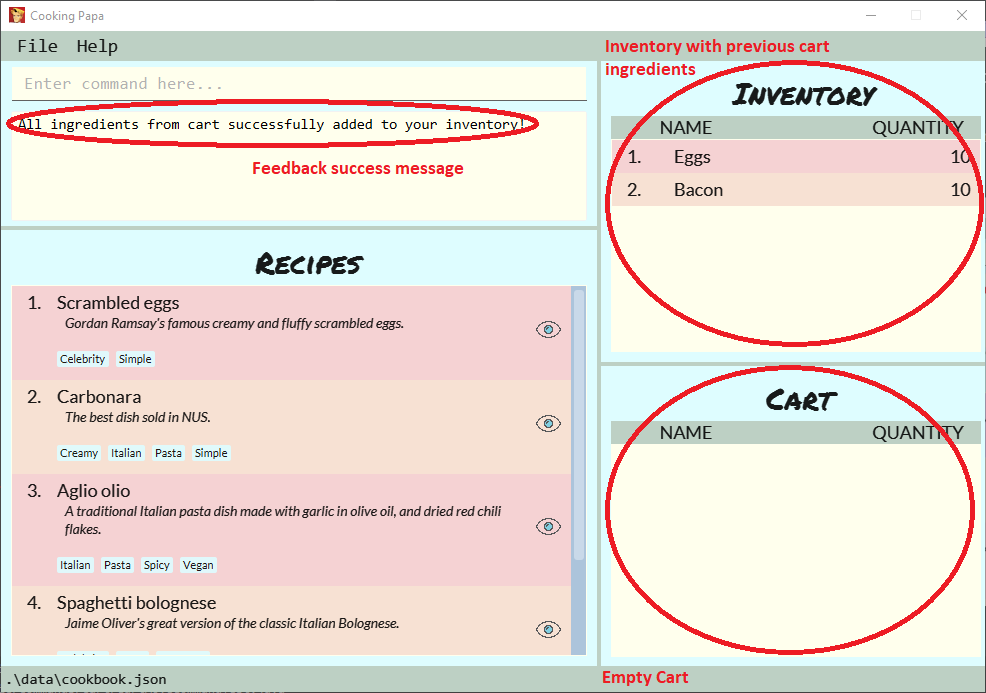 Cooking Papa
File Help
Inventory with previous cart
ingredients
Enter command here...
All ingredients from cart successfully added to your inventory!
Feedback success message
INVENTORY
NAME QUANTITY
1. Eggs 10
2. Bacon 10
RECIPES
1. Scrambled eggs
Gordan Ramsay's famous creamy and fluffy scrambled eggs.
Celebrity Simple
2. Carbonara
The best dish sold in NUS.
Creamy Italian Pasta Simple
3. Aglio olio
A traditional Italian pasta dish made with garlic in olive oil, and dried red chili
flakes.
Italian Pasta Spicy Vegan
4. Spaghetti bolognese
Jaime Oliver's great version of the classic Italian Bolognese.
CART
NAME QUANTITY
.\data\cookbook.json
Empty Cart